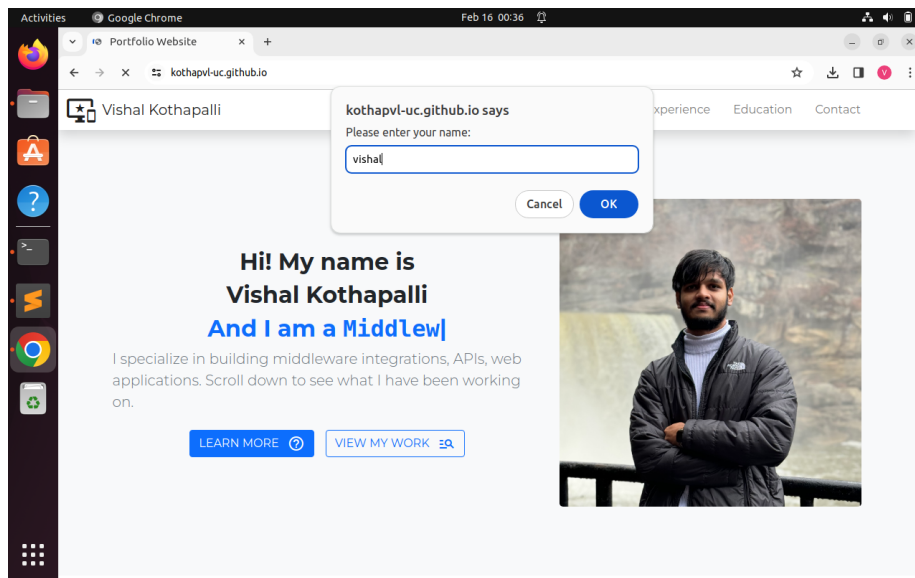 Activities
Google Chrome
Feb 16 00:36
Portfolio Website
kothapvl-uc.github.io
V
Vishal Kothapalli
xperience
Education
Contact
kothapvl-uc.github.io says
Please enter your name:
vishal
Cancel
OK
Hi! My name is
Vishal Kothapalli
And I am a Middlew|
I specialize in building middleware integrations, APIs, web
applications. Scroll down to see what I have been working
on.
LEARN MORE
VIEW MY WORK